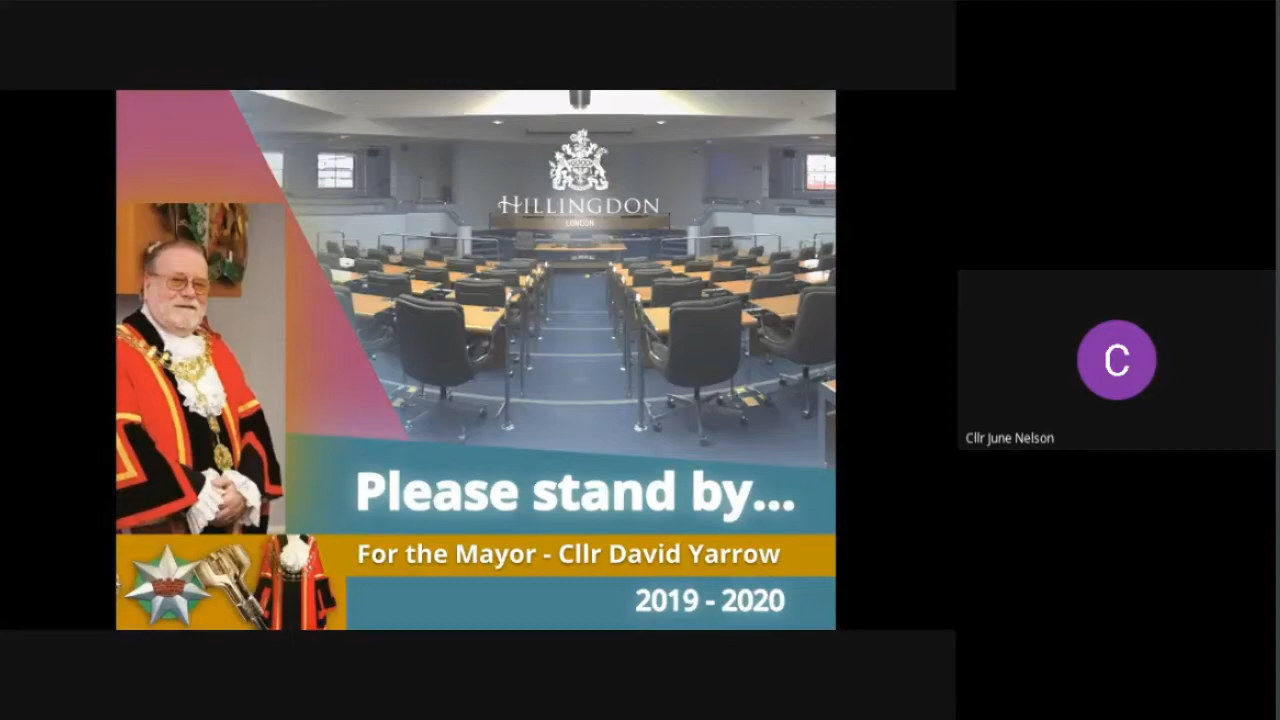 HILLINGDON
LONDON
Please stand by...
For the Mayor - Cllr David Yarrow
2019 - 2020
C
Cllr June Nelson